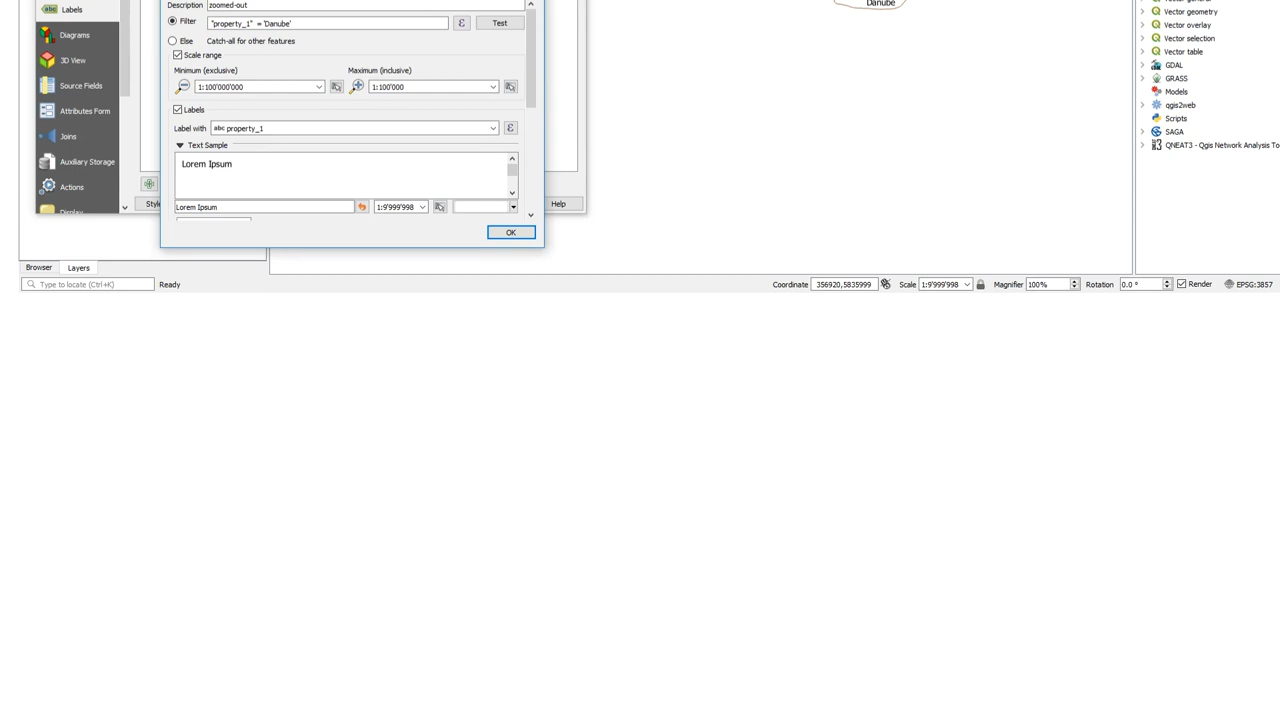 Labels
Diagrams
3D View
Source Fields
Attributes Form
Joins
Auxiliary Storage
Actions
Display
Description zoomed-out
Filter "property_1" = 'Danube' ε Test
Else Catch-all for other features
Scale range
Minimum (exclusive) Maximum (inclusive)
1:100'000'000 1:100'000
Labels
Label with abc property_1 ε
Text Sample
Lorem Ipsum
Lorem Ipsum 1:9'999'998
OK
Style
Help
Browser Layers
Type to locate (Ctrl+K) Ready
Danube
Vector general
Vector geometry
Vector overlay
Vector selection
Vector table
GDAL
GRASS
Models
qgis2web
Scripts
SAGA
QNEAT3 - Qgis Network Analysis To
Coordinate 356920,5835999 Scale 1:9'999'998 Magnifier 100% Rotation 0.0 ° Render EPSG:3857